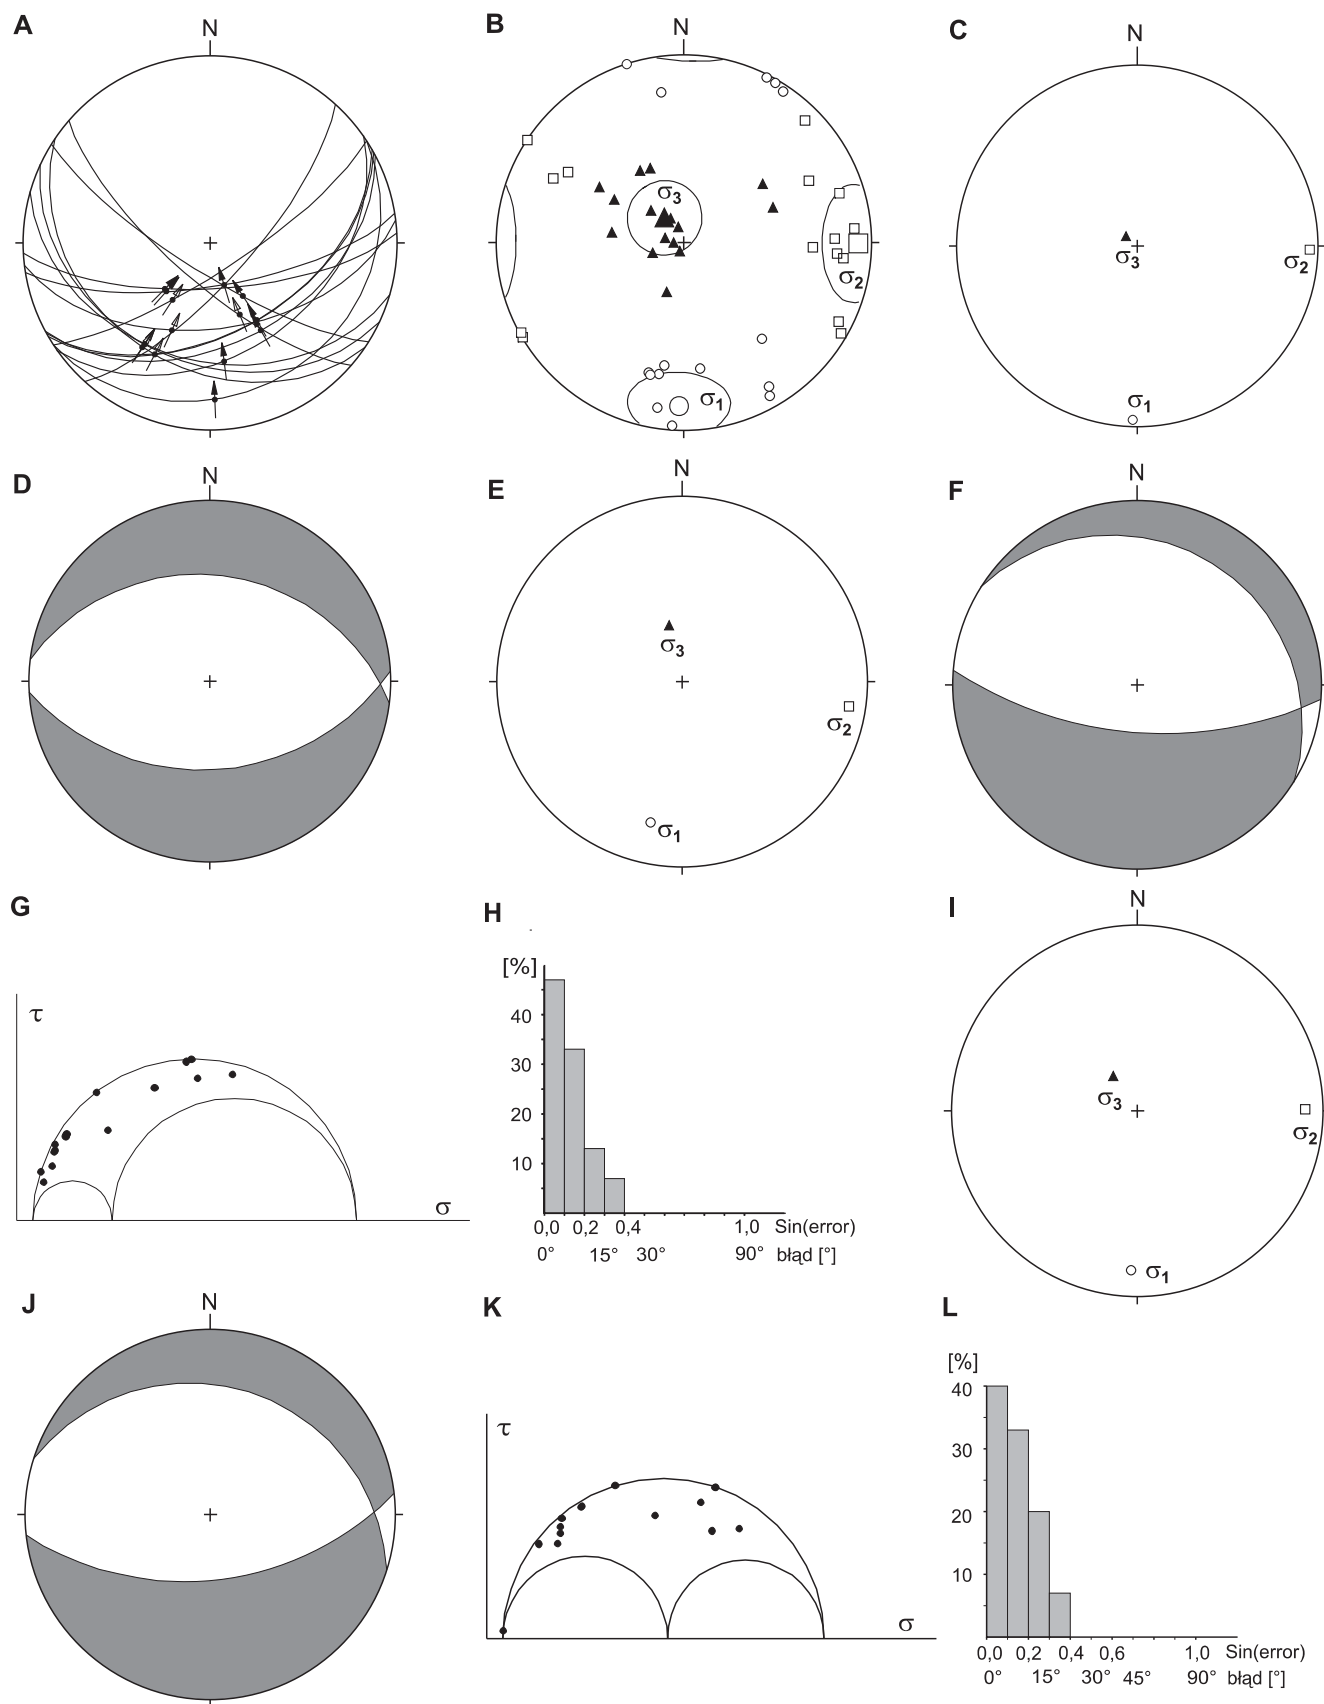 A
N
B
N
σ3
σ2
σ1
C
N
σ3
σ2
σ1
D
N
E
N
σ3
σ2
σ1
F
N
G
τ
σ
H
[%]
40
30
20
10
0,0 0,2 0,4 1,0 Sin(error)
0° 15° 30° 90° błąd [°]
I
N
σ3
σ2
σ1
J
N
K
τ
σ
L
[%]
40
30
20
10
0,0 0,2 0,4 0,6 1,0 Sin(error)
0° 15° 30° 45° 90° błąd [°]